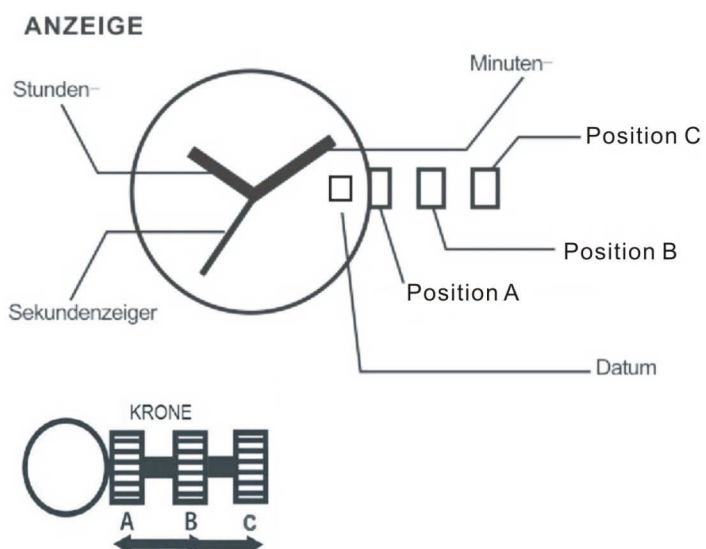 ANZEIGE
Minuten-
Stunden-
Position C
Position B
Position A
Sekundenzeiger
Datum
KRONE
A B C